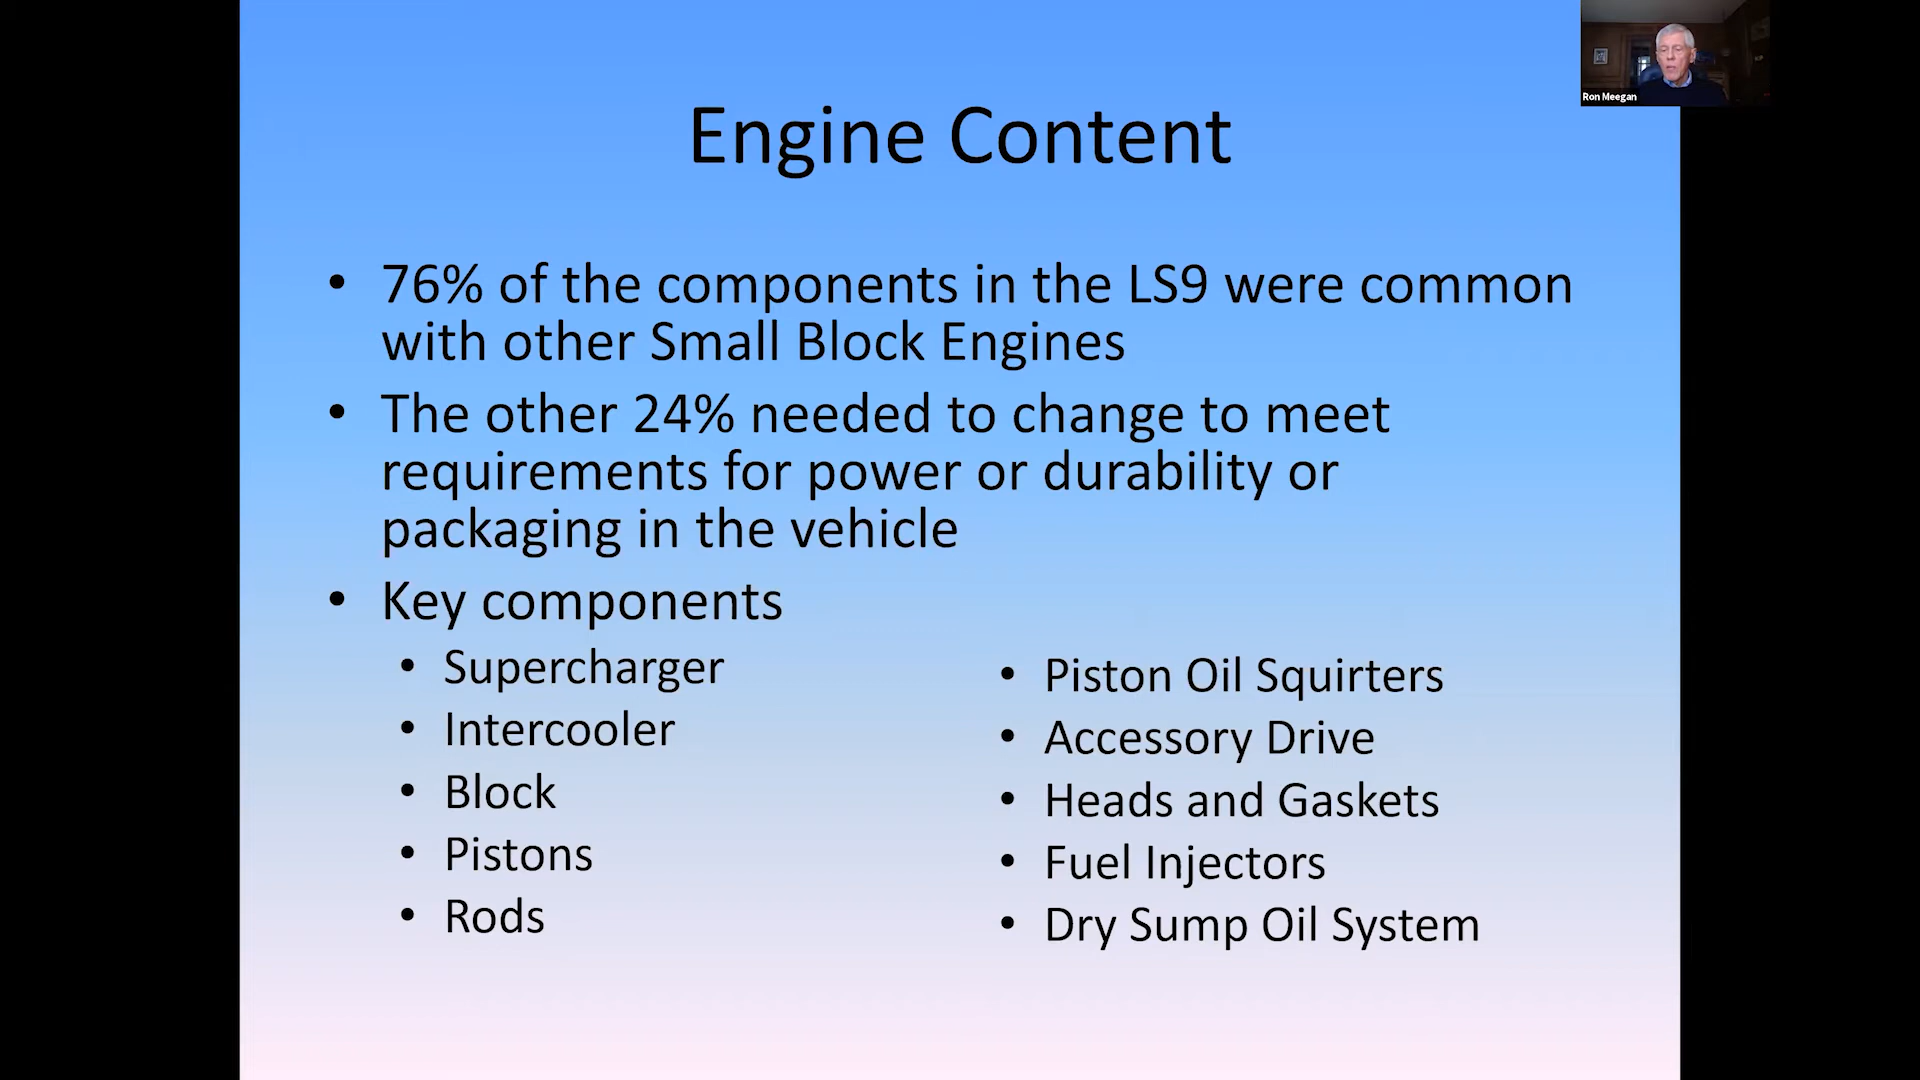 Ron Meegan
Engine Content
• 76% of the components in the LS9 were common
with other Small Block Engines
• The other 24% needed to change to meet
requirements for power or durability or
packaging in the vehicle
• Key components
• Supercharger
• Intercooler
• Block
• Pistons
• Rods
• Piston Oil Squirters
• Accessory Drive
• Heads and Gaskets
• Fuel Injectors
• Dry Sump Oil System